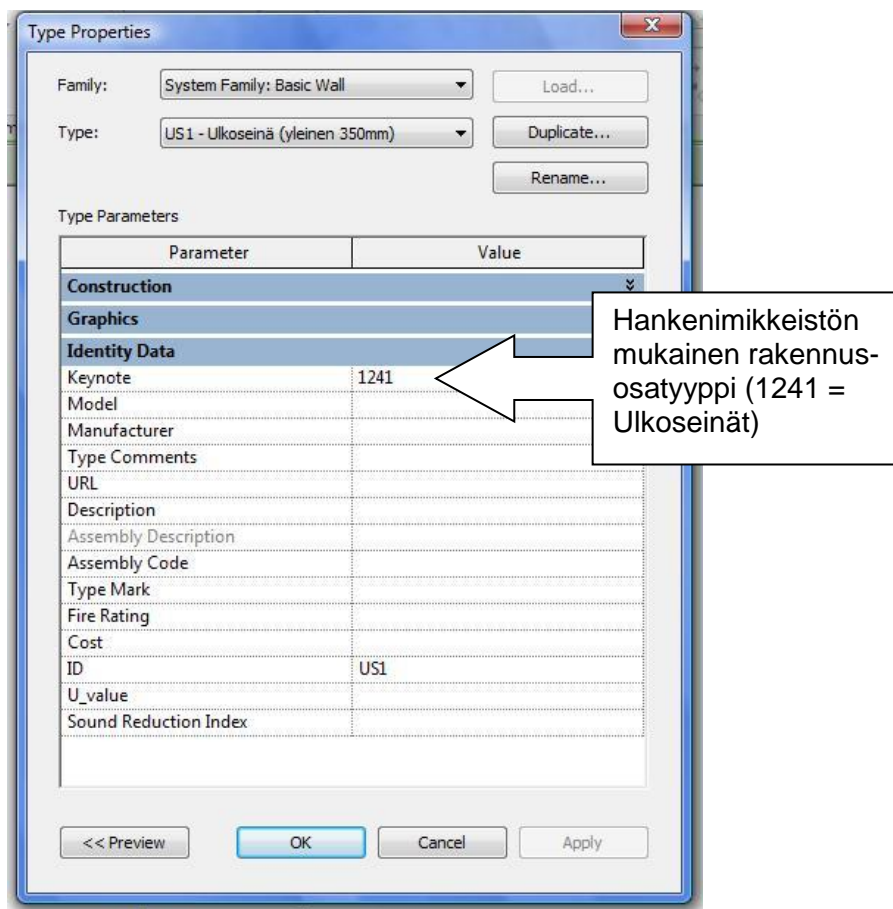 Type Properties
Family: System Family: Basic Wall Load...
Type: US1 - Ulkoseinä (yleinen 350mm) Duplicate...
Rename...
Type Parameters
Parameter Value
Construction
Graphics
Identity Data
Keynote 1241
Model
Manufacturer
Type Comments
URL
Description
Assembly Description
Assembly Code
Type Mark
Fire Rating
Cost
ID US1
U_value
Sound Reduction Index
<< Preview OK Cancel Apply
Hankenimikkeistön
mukainen rakennus-
osatyyppi (1241 =
Ulkoseinät)